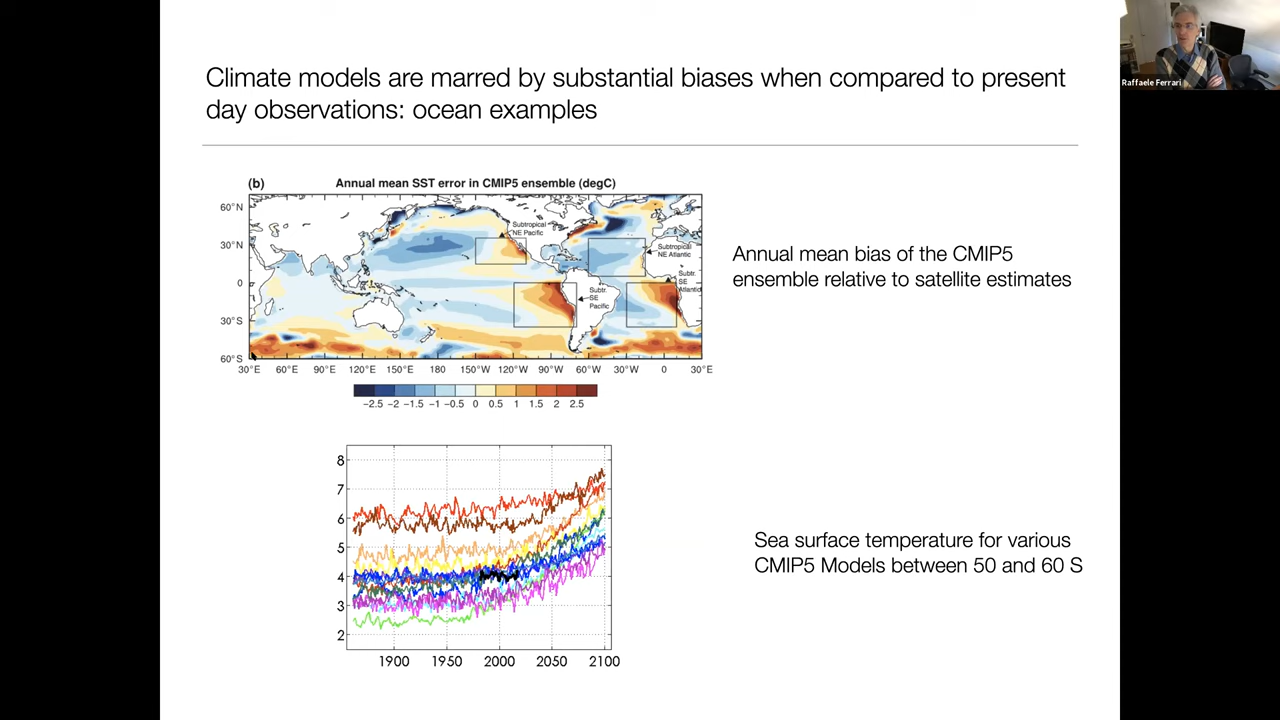 Raffaele Ferrari
Climate models are marred by substantial biases when compared to present
day observations: ocean examples
(b) Annual mean SST error in CMIP5 ensemble (degC)
60°N
30°N
0
30°S
60°S
Subtropical
NE Pacific
Subtropical
NE Atlantic
Subtr.
SE
Pacific
Subtr.
SE
Atlantic
30°E 60°E 90°E 120°E 150°E 180 150°W 120°W 90°W 60°W 30°W 0 30°E
−2.5 −2 −1.5 −1 −0.5 0 0.5 1 1.5 2 2.5
Annual mean bias of the CMIP5
ensemble relative to satellite estimates
8
7
6
5
4
3
2
1900 1950 2000 2050 2100
Sea surface temperature for various
CMIP5 Models between 50 and 60 S